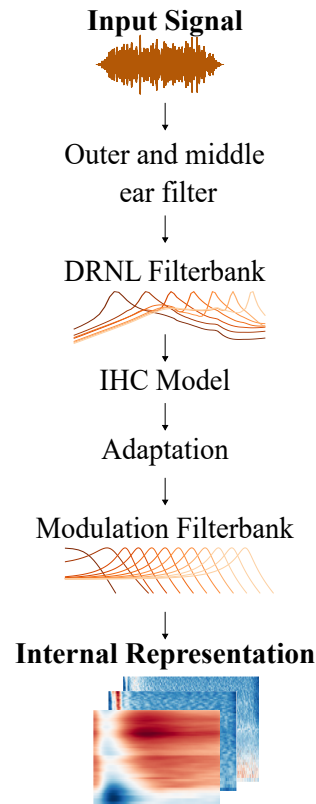 Input Signal
Outer and middle
ear filter
DRNL Filterbank
IHC Model
Adaptation
Modulation Filterbank
Internal Representation